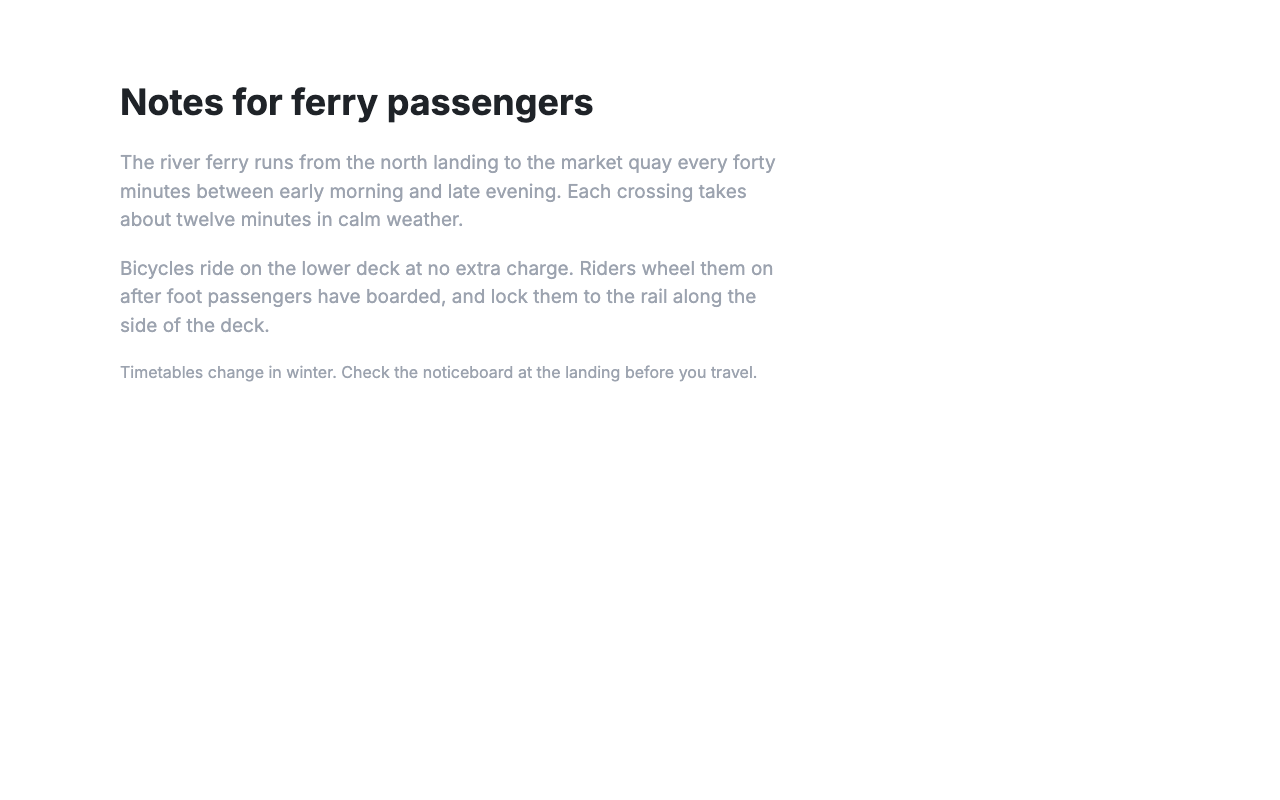 Notes for ferry passengers
The river ferry runs from the north landing to the market quay every forty
minutes between early morning and late evening. Each crossing takes
about twelve minutes in calm weather.
Bicycles ride on the lower deck at no extra charge. Riders wheel them on
after foot passengers have boarded, and lock them to the rail along the
side of the deck.
Timetables change in winter. Check the noticeboard at the landing before you travel.